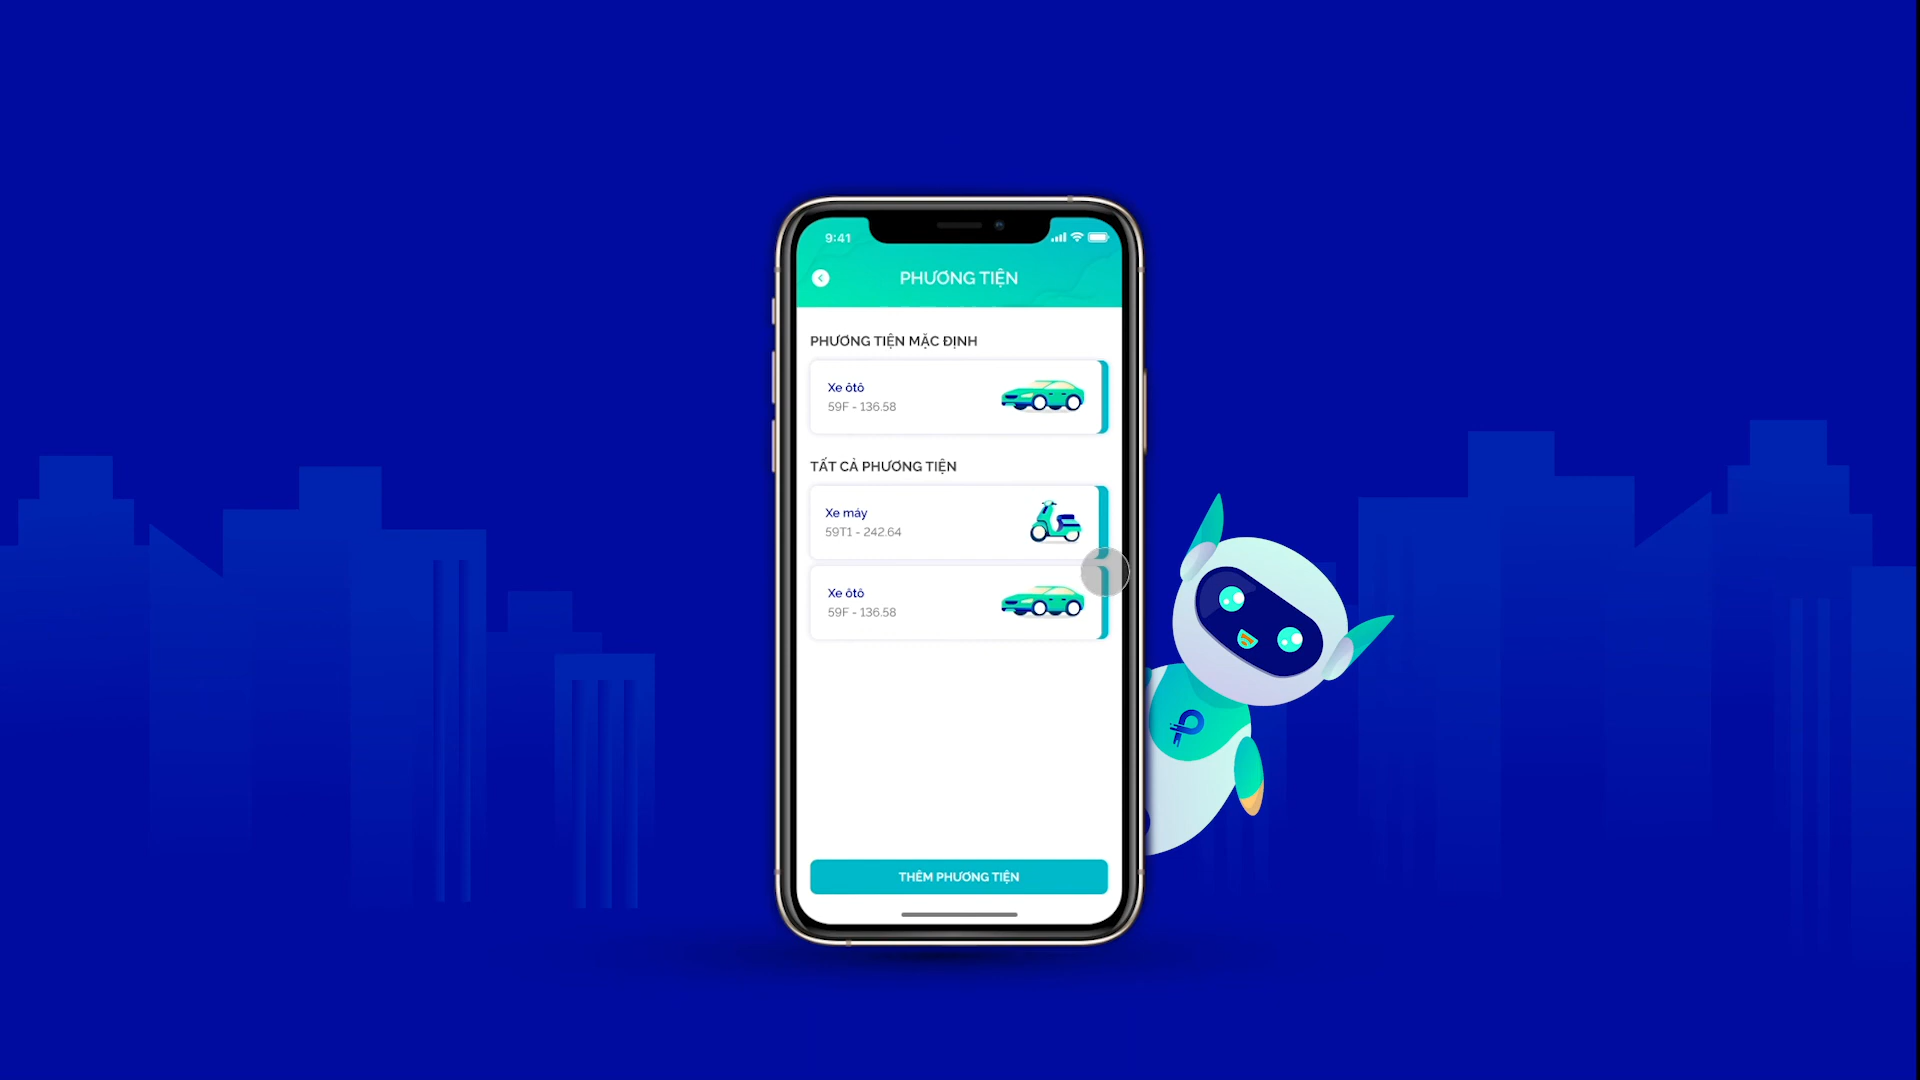 9:41
PHƯƠNG TIỆN
PHƯƠNG TIỆN MẶC ĐỊNH
Xe ôtô
59F - 136.58
TẤT CẢ PHƯƠNG TIỆN
Xe máy
59T1 - 242.64
Xe ôtô
59F - 136.58
THÊM PHƯƠNG TIỆN